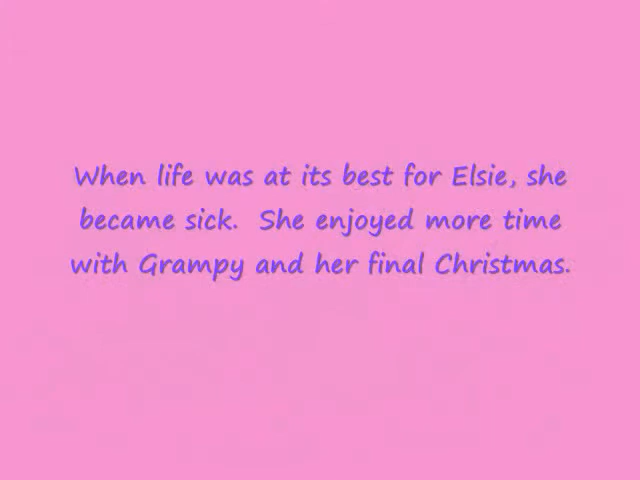 When life was at its best for Elsie, she
became sick.  She enjoyed more time
with Grampy and her final Christmas.